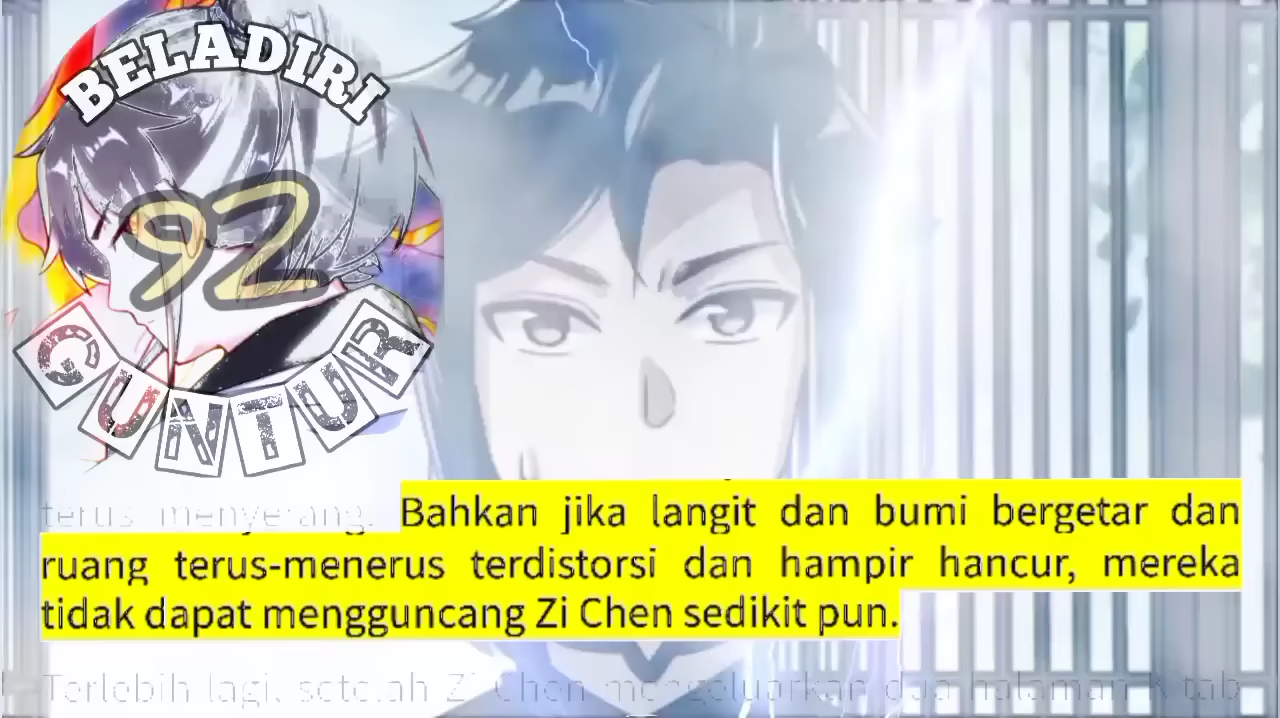 BELADIRI
92
GUNTUR
terus menyerang. Bahkan jika langit dan bumi bergetar dan
ruang terus-menerus terdistorsi dan hampir hancur, mereka
tidak dapat mengguncang Zi Chen sedikit pun.
Terlebih lagi, setelah Zi Chen mengeluarkan dua halaman Kitab